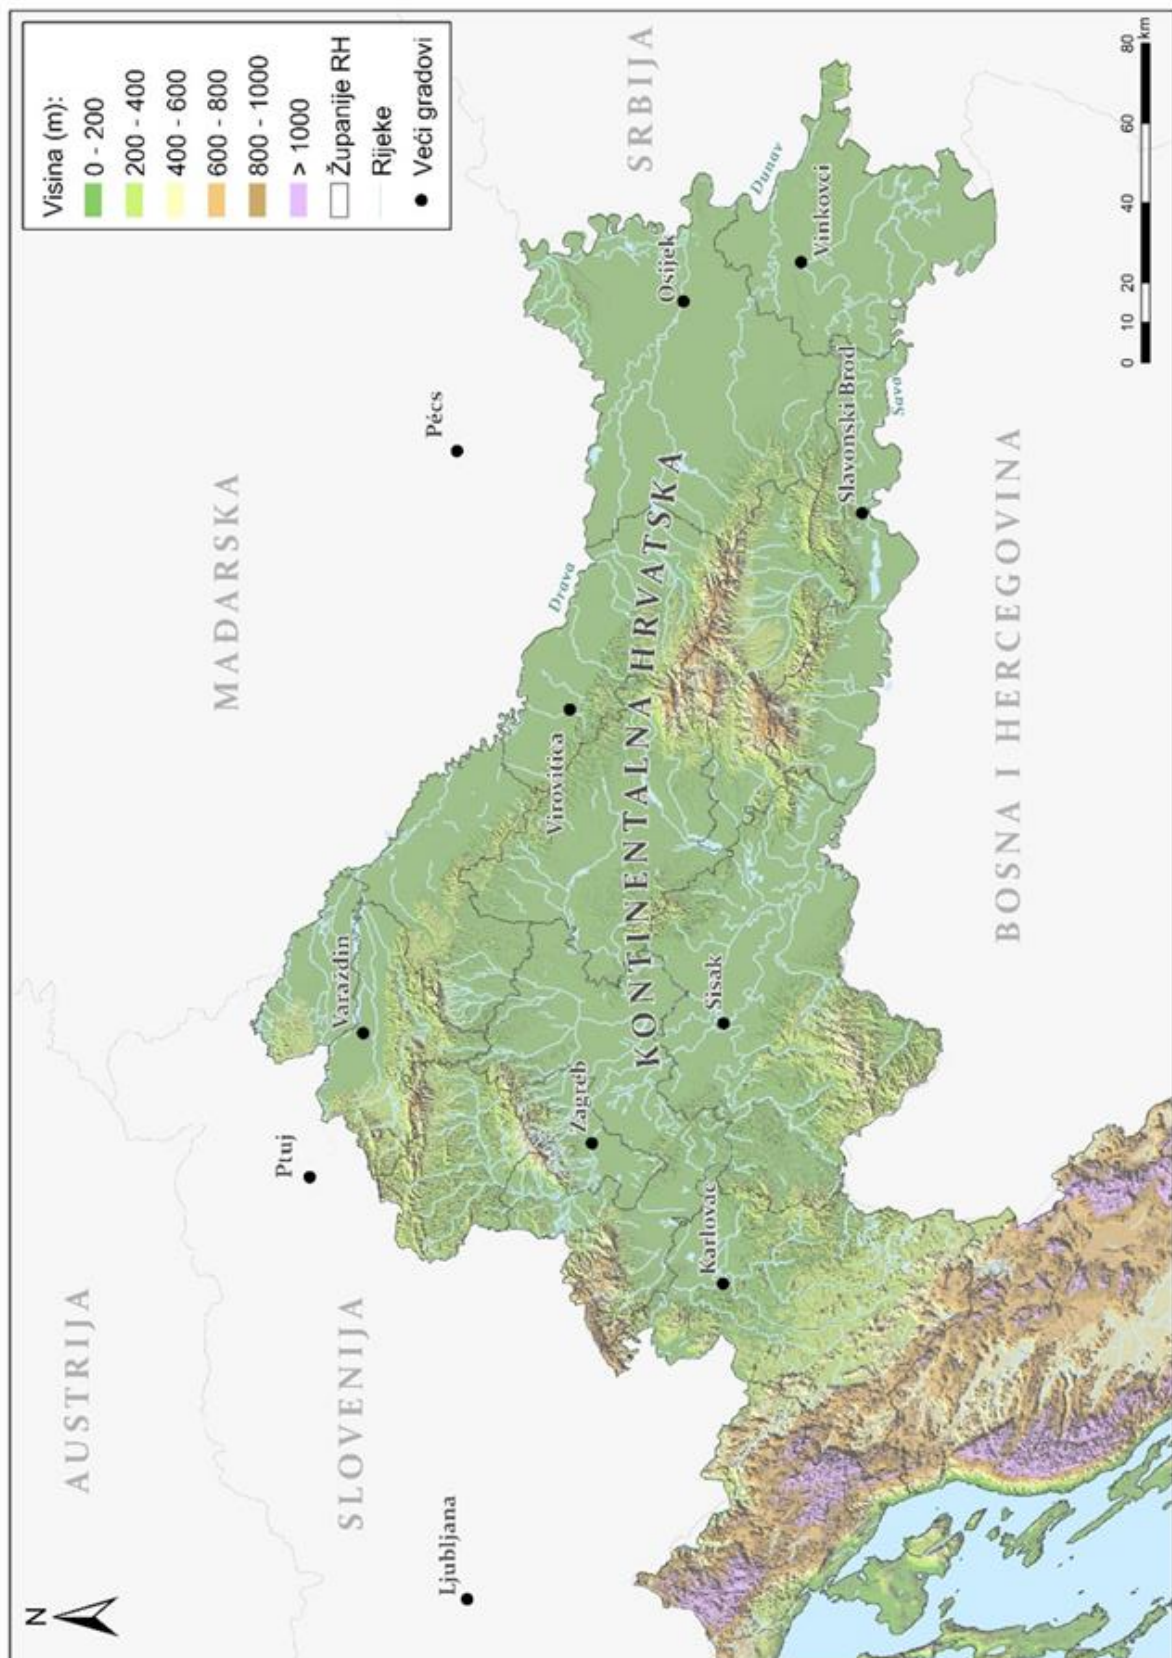 N
AUSTRIJA
MAĐARSKA
SLOVENIJA
SRBIJA
BOSNA I HERCEGOVINA
KONTINENTALNA HRVATSKA
Ljubljana
Ptuj
Varaždin
Pécs
Zagreb
Virovitica
Karlovac
Sisak
Osijek
Vinkovci
Slavonski Brod
Drava
Dunav
Sava
Visina (m):
0 - 200
200 - 400
400 - 600
600 - 800
800 - 1000
> 1000
Županije RH
Rijeke
Veći gradovi
0 10 20 40 60 80
km